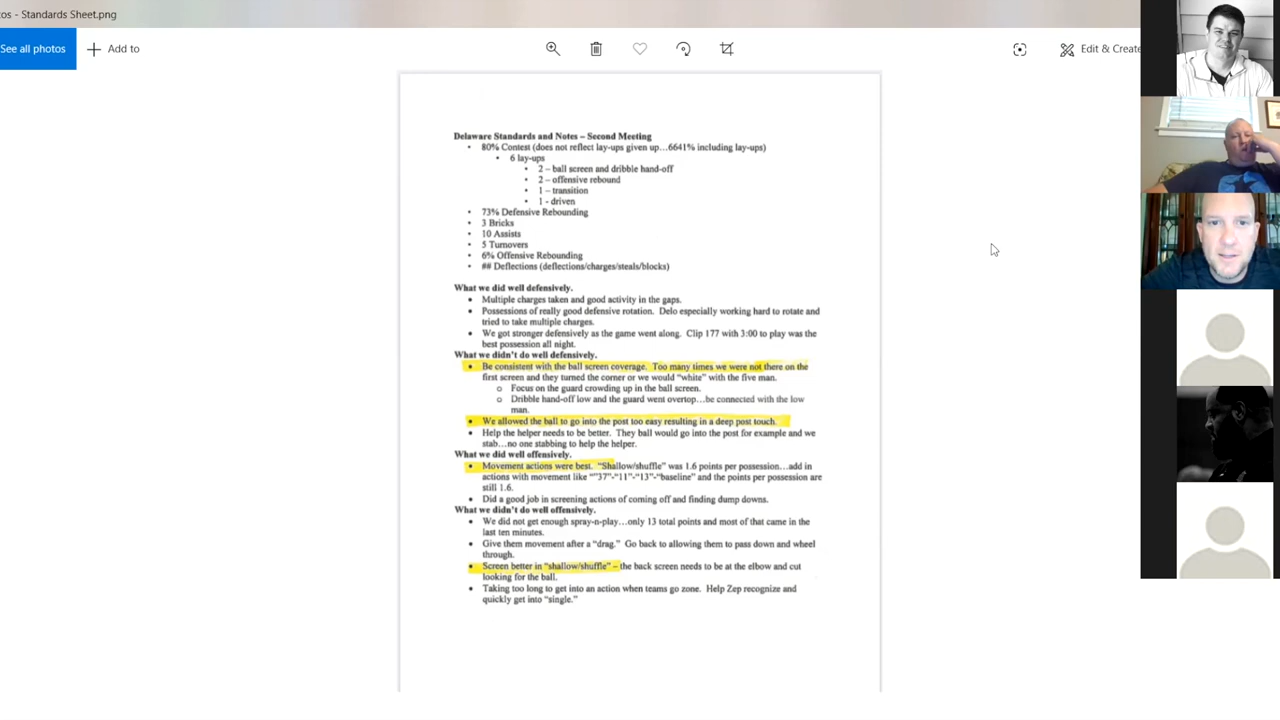 os - Standards Sheet.png
See all photos
Add to
Edit & Create
Delaware Standards and Notes – Second Meeting
• 80% Contest (does not reflect lay-ups given up…6641% including lay-ups)
• 6 lay-ups
• 2 – ball screen and dribble hand-off
• 2 – offensive rebound
• 1 – transition
• 1 - driven
• 73% Defensive Rebounding
• 3 Bricks
• 10 Assists
• 5 Turnovers
• 6% Offensive Rebounding
• ## Deflections (deflections/charges/steals/blocks)
What we did well defensively.
• Multiple charges taken and good activity in the gaps.
• Possessions of really good defensive rotation. Delo especially working hard to rotate and
tried to take multiple charges.
• We got stronger defensively as the game went along. Clip 177 with 3:00 to play was the
best possession all night.
What we didn't do well defensively.
• Be consistent with the ball screen coverage. Too many times we were not there on the
first screen and they turned the corner or we would "white" with the five man.
o Focus on the guard crowding up in the ball screen.
o Dribble hand-off low and the guard went overtop…be connected with the low
man.
• We allowed the ball to go into the post too easy resulting in a deep post touch.
• Help the helper needs to be better. They ball would go into the post for example and we
stab…no one stabbing to help the helper.
What we did well offensively.
• Movement actions were best. "Shallow/shuffle" was 1.6 points per possession…add in
actions with movement like ""37"-"11"-"13"-"baseline" and the points per possession are
still 1.6.
• Did a good job in screening actions of coming off and finding dump downs.
What we didn't do well offensively.
• We did not get enough spray-n-play…only 13 total points and most of that came in the
last ten minutes.
• Give them movement after a "drag." Go back to allowing them to pass down and wheel
through.
• Screen better in "shallow/shuffle" – the back screen needs to be at the elbow and cut
looking for the ball.
• Taking too long to get into an action when teams go zone. Help Zep recognize and
quickly get into "single."